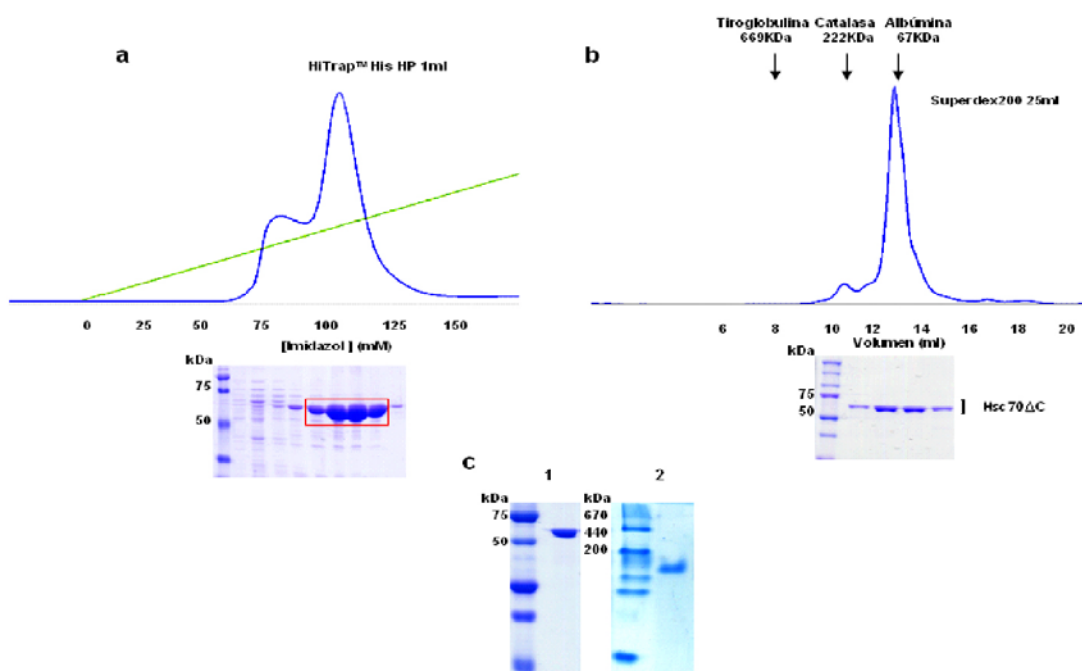 a
HiTrap™ His HP 1ml
0 25 50 75 100 125 150
[Imidazol ] (mM)
kDa
75
50
Tiroglobulina Catalasa Albúmina
669KDa 222KDa 67KDa
b
Superdex200 25ml
6 8 10 12 14 16 18 20
Volumen (ml)
kDa
75
50
Hsc70ΔC
c
1 2
kDa kDa
75 670
50 440
200